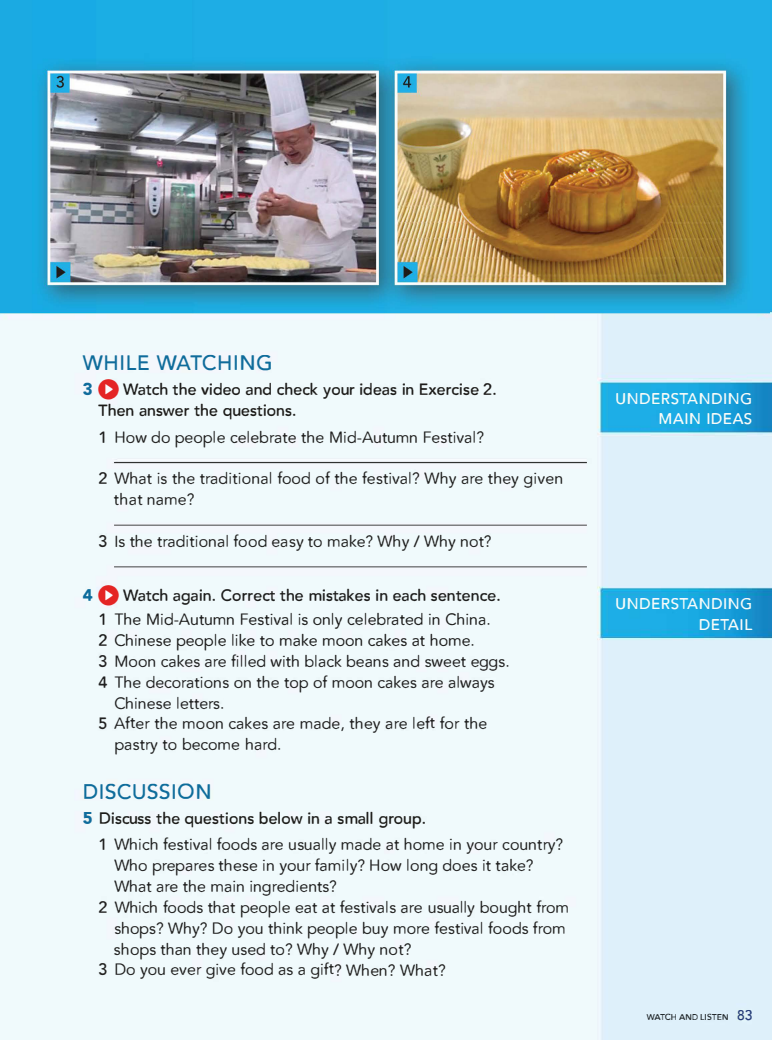 3
4
WHILE WATCHING
3 Watch the video and check your ideas in Exercise 2.
Then answer the questions.
1 How do people celebrate the Mid-Autumn Festival?
2 What is the traditional food of the festival? Why are they given
that name?
3 Is the traditional food easy to make? Why / Why not?
UNDERSTANDING
MAIN IDEAS
4 Watch again. Correct the mistakes in each sentence.
1 The Mid-Autumn Festival is only celebrated in China.
2 Chinese people like to make moon cakes at home.
3 Moon cakes are filled with black beans and sweet eggs.
4 The decorations on the top of moon cakes are always
Chinese letters.
5 After the moon cakes are made, they are left for the
pastry to become hard.
UNDERSTANDING
DETAIL
DISCUSSION
5 Discuss the questions below in a small group.
1 Which festival foods are usually made at home in your country?
Who prepares these in your family? How long does it take?
What are the main ingredients?
2 Which foods that people eat at festivals are usually bought from
shops? Why? Do you think people buy more festival foods from
shops than they used to? Why / Why not?
3 Do you ever give food as a gift? When? What?
WATCH AND LISTEN 83